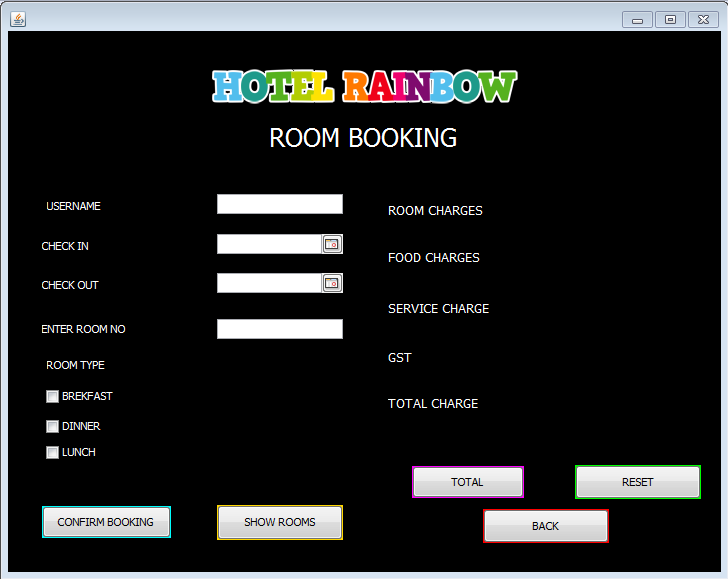 HOTEL RAINBOW
ROOM BOOKING
USERNAME
CHECK IN
CHECK OUT
ENTER ROOM NO
ROOM TYPE
BREKFAST
DINNER
LUNCH
CONFIRM BOOKING
SHOW ROOMS
ROOM CHARGES
FOOD CHARGES
SERVICE CHARGE
GST
TOTAL CHARGE
TOTAL
RESET
BACK